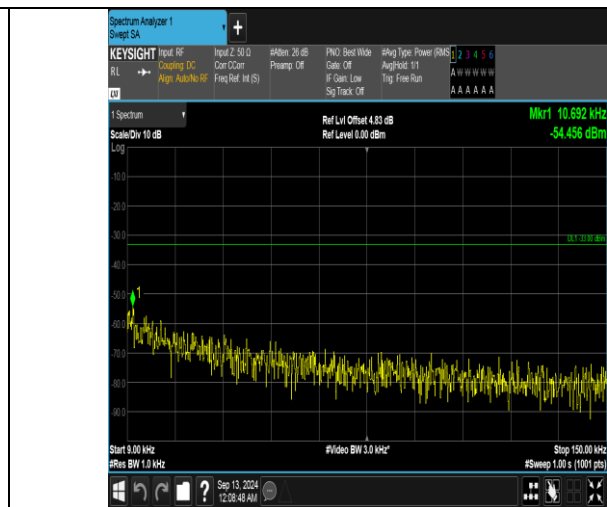 Spectrum Analyzer 1
Swept SA
+
KEYSIGHT Input: RF Input Z: 50 Ω #Atten: 26 dB PNO: Best Wide #Avg Type: Power (RMS 1 2 3 4 5 6
RL Coupling: DC Corr CCorr Preamp: Off Gate: Off Avg|Hold: 1/1 A W W W W W
Align: Auto/No RF Freq Ref: Int (S) IF Gain: Low Trig: Free Run
LXI Sig Track: Off A A A A A A
1 Spectrum Ref Lvl Offset 4.83 dB Mkr1 10.692 kHz
Scale/Div 10 dB Ref Level 0.00 dBm -54.456 dBm
Log
-10.0
-20.0
-30.0
DL1 -33.00 dBm
-40.0
-50.0
1
-60.0
-70.0
-80.0
-90.0
Start 9.00 kHz #Video BW 3.0 kHz* Stop 150.00 kHz
#Res BW 1.0 kHz #Sweep 1.00 s (1001 pts)
? Sep 13, 2024
12:08:48 AM